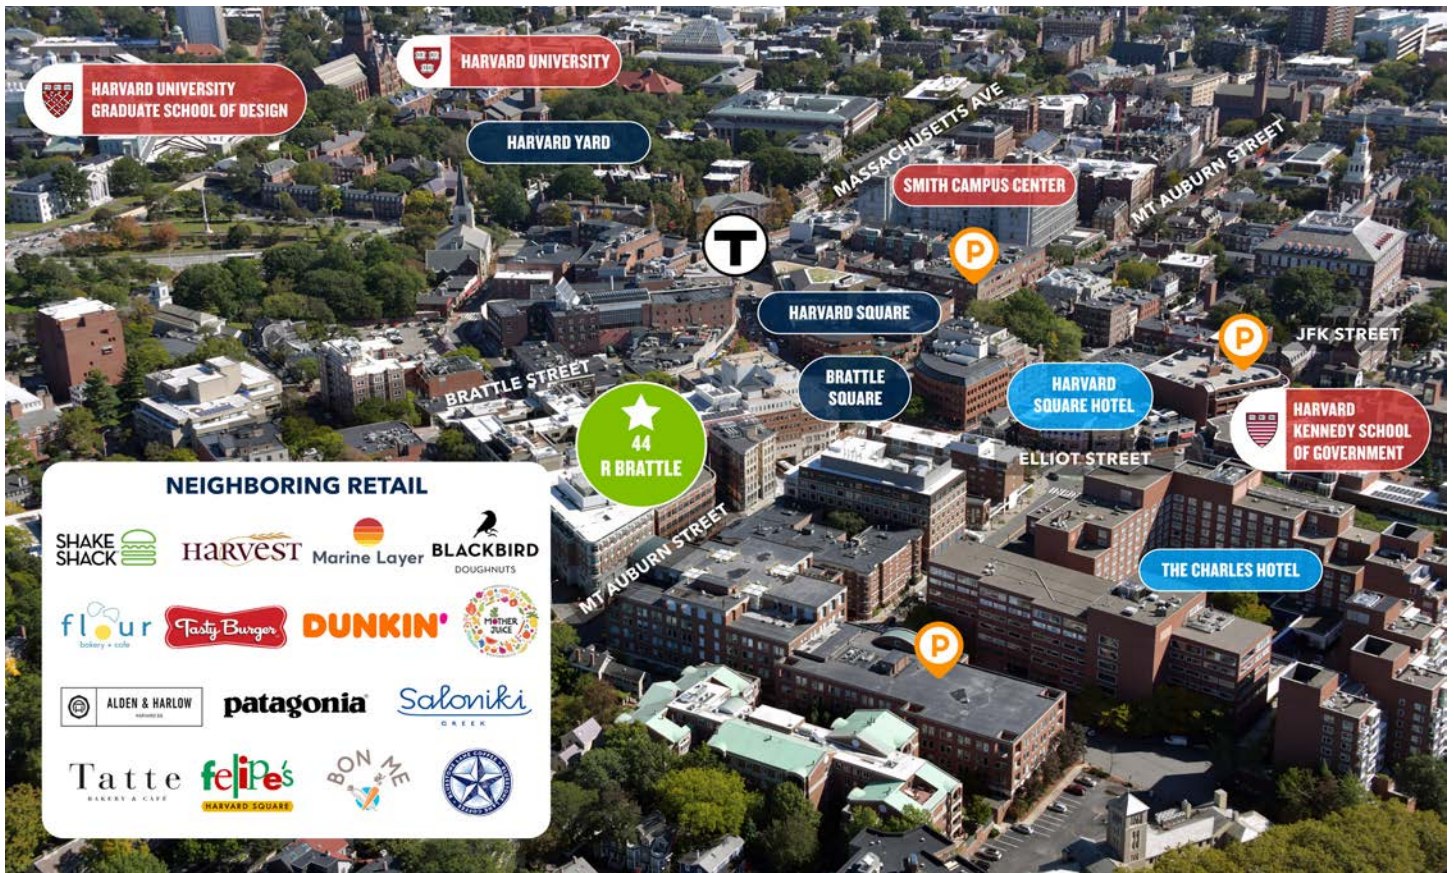 HARVARD UNIVERSITY
GRADUATE SCHOOL OF DESIGN
HARVARD UNIVERSITY
HARVARD YARD
MASSACHUSETTS AVE
SMITH CAMPUS CENTER
MT AUBURN STREET
T
P
HARVARD SQUARE
P
JFK STREET
BRATTLE STREET
BRATTLE
SQUARE
HARVARD
SQUARE HOTEL
44
R BRATTLE
HARVARD
KENNEDY SCHOOL
OF GOVERNMENT
ELLIOT STREET
MT AUBURN STREET
THE CHARLES HOTEL
P
NEIGHBORING RETAIL
SHAKE
SHACK
HARVEST
Marine Layer
BLACKBIRD
DOUGHNUTS
flour
bakery + cafe
Tasty Burger
DUNKIN'
MOTHER
JUICE
ALDEN & HARLOW
patagonia
Saloniki
GREEK
Tatte
BAKERY & CAFÉ
felipe's
HARVARD SQUARE
BON ME